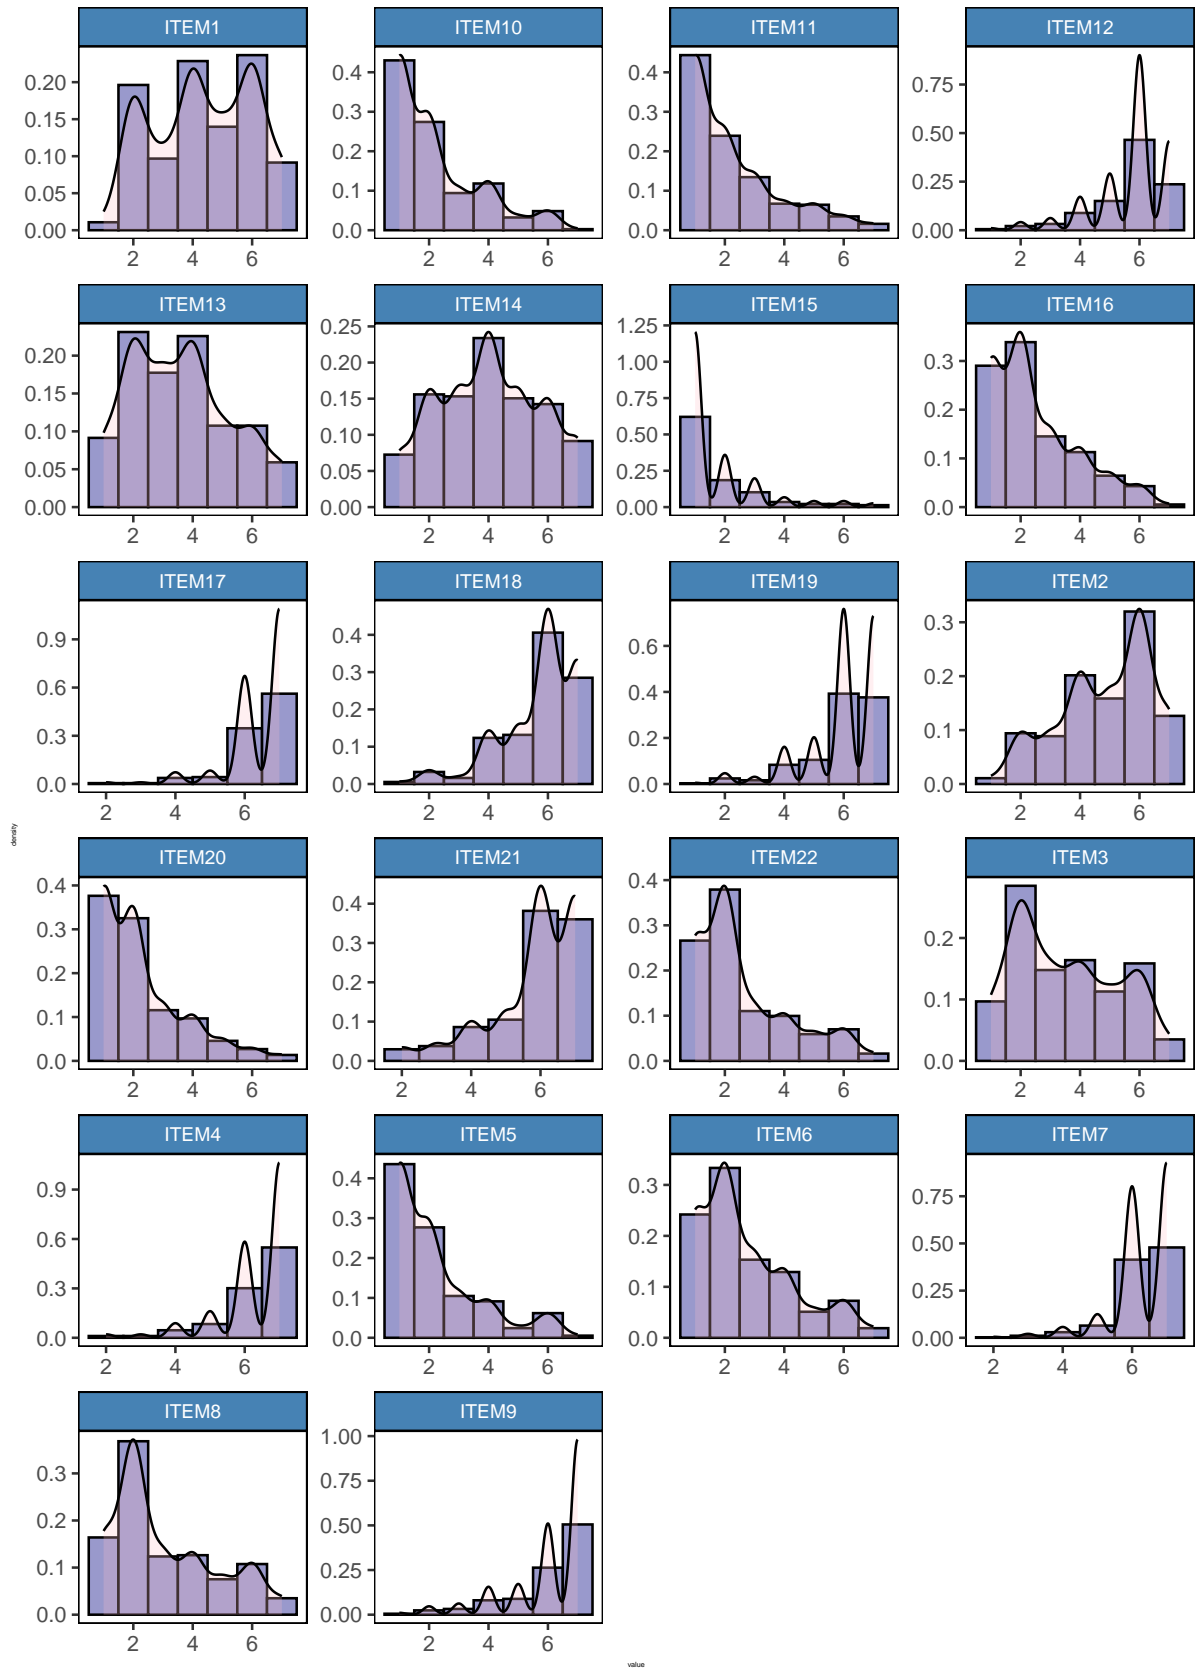 ITEM1 ITEM10 ITEM11 ITEM12
0.20 0.15 0.10 0.05 0.00
0.4 0.3 0.2 0.1 0.0
0.4 0.3 0.2 0.1 0.0
0.75 0.50 0.25 0.00
2 4 6 2 4 6 2 4 6 2 4 6
ITEM13 ITEM14 ITEM15 ITEM16
0.20 0.15 0.10 0.05 0.00
0.25 0.20 0.15 0.10 0.05 0.00
1.25 1.00 0.75 0.50 0.25 0.00
0.3 0.2 0.1 0.0
2 4 6 2 4 6 2 4 6 2 4 6
ITEM17 ITEM18 ITEM19 ITEM2
0.9 0.6 0.3 0.0
0.4 0.3 0.2 0.1 0.0
0.6 0.4 0.2 0.0
0.3 0.2 0.1 0.0
2 4 6 2 4 6 2 4 6 2 4 6
density
ITEM20 ITEM21 ITEM22 ITEM3
0.4 0.3 0.2 0.1 0.0
0.4 0.3 0.2 0.1 0.0
0.4 0.3 0.2 0.1 0.0
0.2 0.1 0.0
2 4 6 2 4 6 2 4 6 2 4 6
ITEM4 ITEM5 ITEM6 ITEM7
0.9 0.6 0.3 0.0
0.4 0.3 0.2 0.1 0.0
0.3 0.2 0.1 0.0
0.75 0.50 0.25 0.00
2 4 6 2 4 6 2 4 6 2 4 6
ITEM8 ITEM9
0.3 0.2 0.1 0.0
1.00 0.75 0.50 0.25 0.00
2 4 6 2 4 6
value